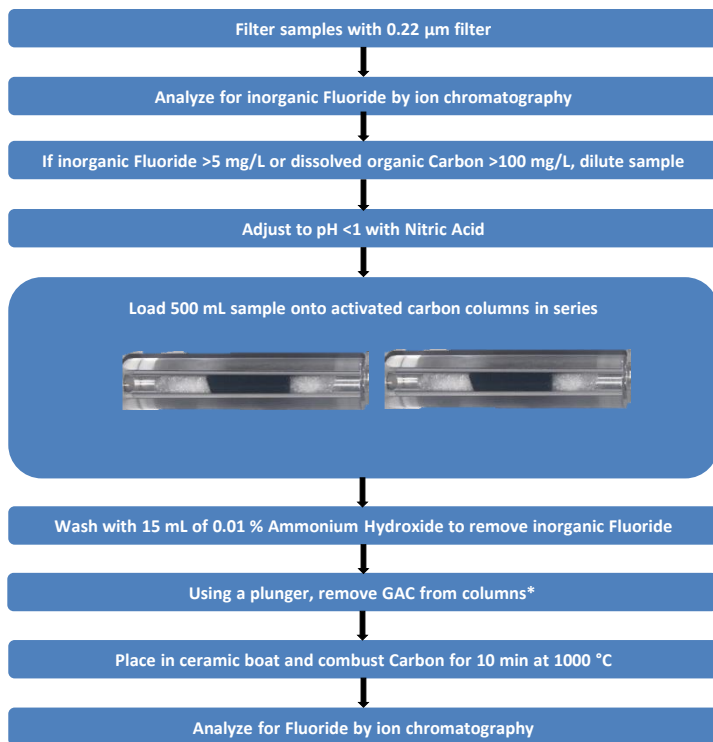 Filter samples with 0.22 µm filter
Analyze for inorganic Fluoride by ion chromatography
If inorganic Fluoride >5 mg/L or dissolved organic Carbon >100 mg/L, dilute sample
Adjust to pH <1 with Nitric Acid
Load 500 mL sample onto activated carbon columns in series
Wash with 15 mL of 0.01 % Ammonium Hydroxide to remove inorganic Fluoride
Using a plunger, remove GAC from columns*
Place in ceramic boat and combust Carbon for 10 min at 1000 °C
Analyze for Fluoride by ion chromatography